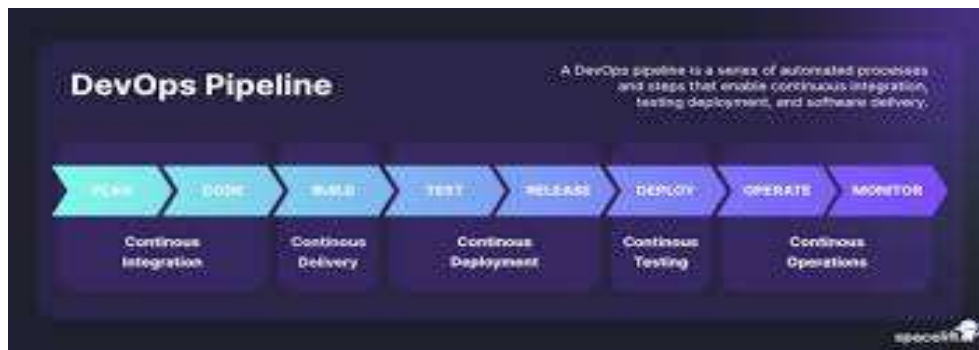 DevOps Pipeline
A DevOps pipeline is a series of automated processes
and steps that enable continuous integration,
testing deployment, and software delivery.
PLAN
CODE
BUILD
TEST
RELEASE
DEPLOY
OPERATE
MONITOR
Continous
Integration
Continous
Delivery
Continous
Deployment
Continous
Testing
Continous
Operations
spacelift